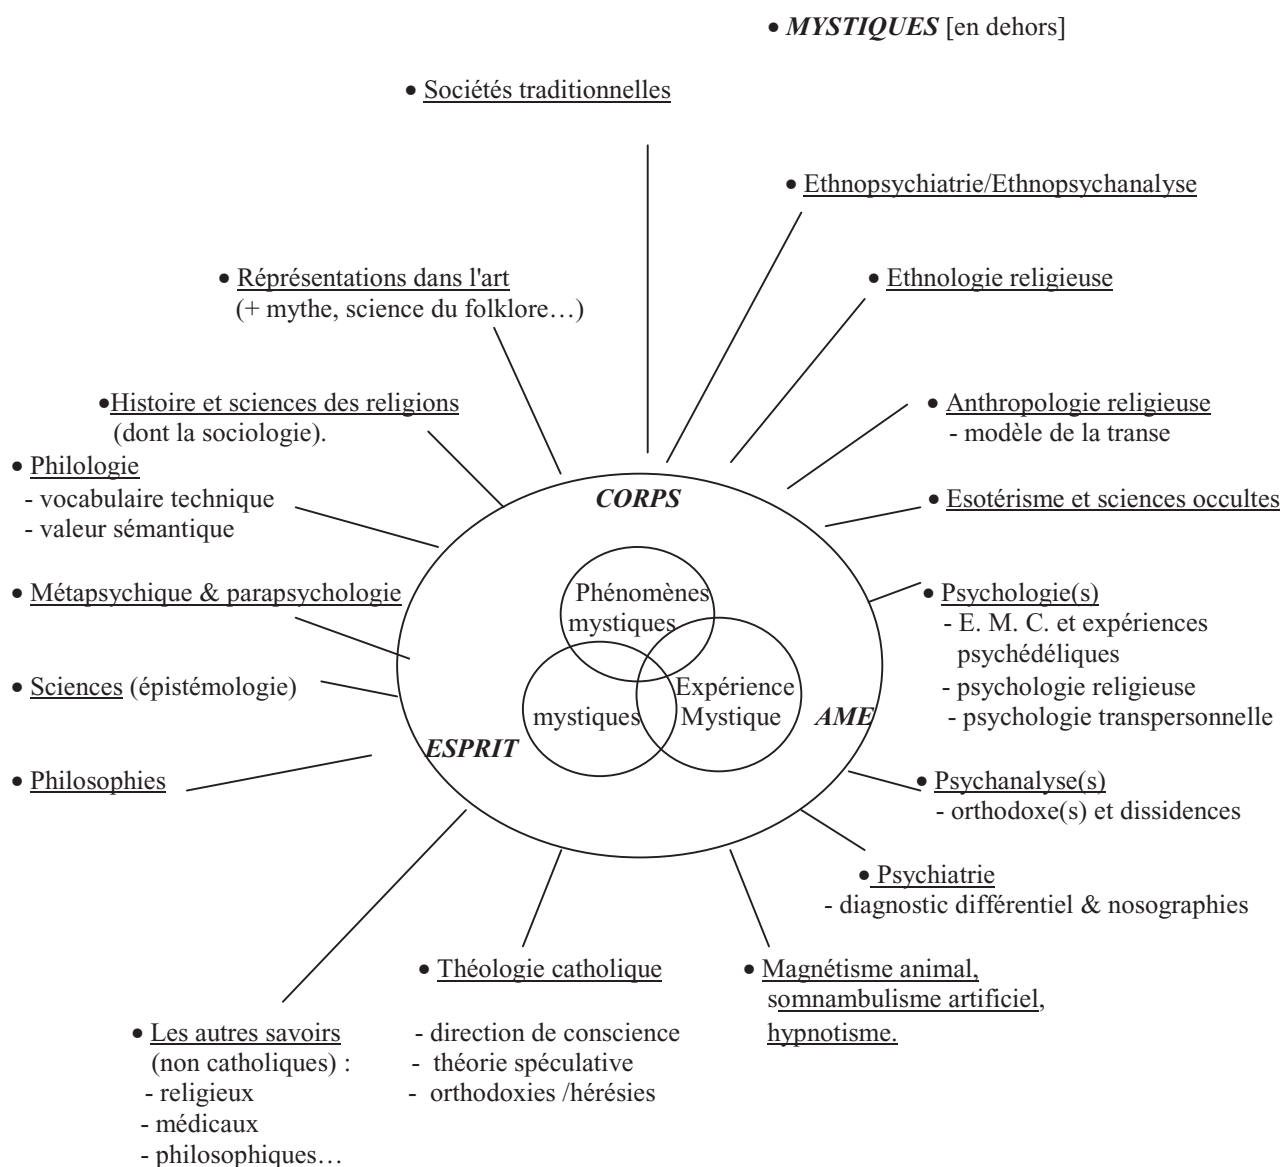 • MYSTIQUES [en dehors]
• Sociétés traditionnelles
• Ethnopsychiatrie/Ethnopsychanalyse
• Réprésentations dans l'art
(+ mythe, science du folklore…)
• Ethnologie religieuse
•Histoire et sciences des religions
(dont la sociologie).
• Anthropologie religieuse
- modèle de la transe
• Philologie
- vocabulaire technique
- valeur sémantique
• Esotérisme et sciences occultes
CORPS
Phénomènes
mystiques
Expérience
Mystique
mystiques
AME
ESPRIT
• Métapsychique & parapsychologie
• Psychologie(s)
- E. M. C. et expériences
psychédéliques
- psychologie religieuse
- psychologie transpersonnelle
• Sciences (épistémologie)
• Philosophies
• Psychanalyse(s)
- orthodoxe(s) et dissidences
• Psychiatrie
- diagnostic différentiel & nosographies
• Théologie catholique
- direction de conscience
- théorie spéculative
- orthodoxies /hérésies
• Magnétisme animal,
somnambulisme artificiel,
hypnotisme.
• Les autres savoirs
(non catholiques) :
- religieux
- médicaux
- philosophiques…